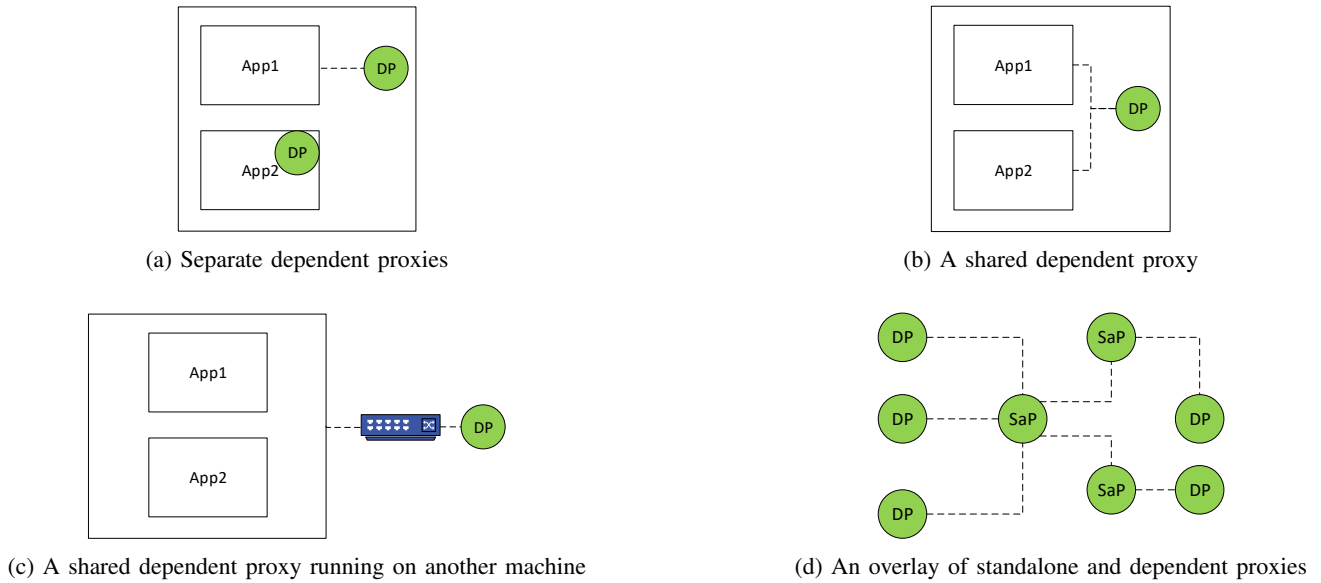 App1
DP
DP
App2
(a) Separate dependent proxies
App1
DP
App2
(b) A shared dependent proxy
App1
DP
App2
(c) A shared dependent proxy running on another machine
DP
SaP
DP
SaP
DP
SaP
DP
DP
(d) An overlay of standalone and dependent proxies